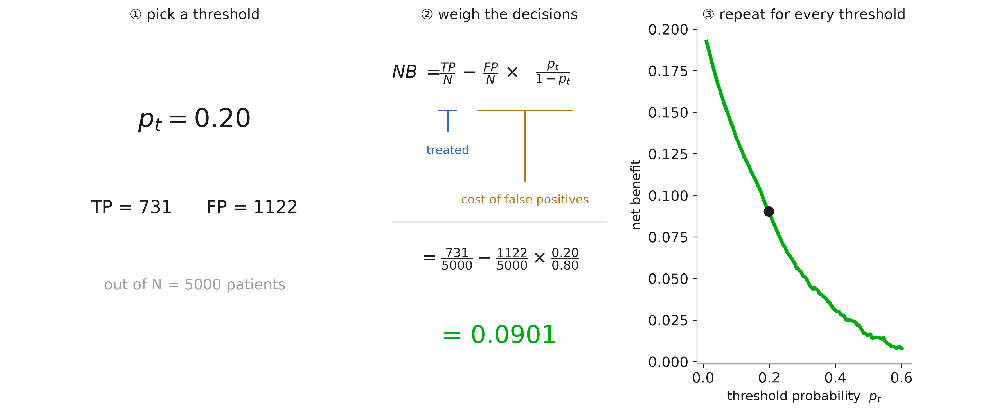 ① pick a threshold
p_t = 0.20
TP = 731 FP = 1122
out of N = 5000 patients
② weigh the decisions
NB = TP/N − FP/N × p_t/(1 − p_t)
treated
cost of false positives
= 731/5000 − 1122/5000 × 0.20/0.80
= 0.0901
③ repeat for every threshold
net benefit
0.200
0.175
0.150
0.125
0.100
0.075
0.050
0.025
0.000
0.0 0.2 0.4 0.6
threshold probability p_t